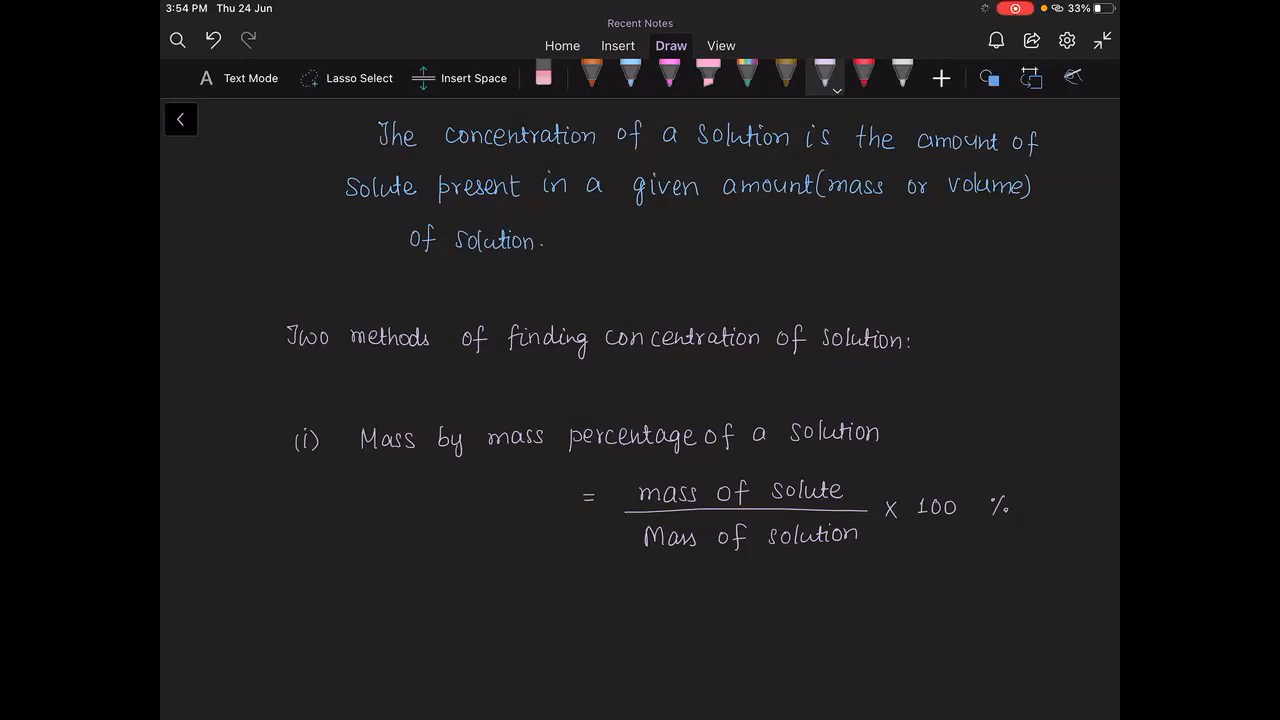 3:54 PM Thu 24 Jun
33%
Recent Notes
Home Insert Draw View
A Text Mode Lasso Select Insert Space
The concentration of a solution is the amount of
solute present in a given amount (mass or volume)
of solution.
Two methods of finding concentration of solution:
(i) Mass by mass percentage of a solution
= mass of solute
× 100 %
Mass of solution